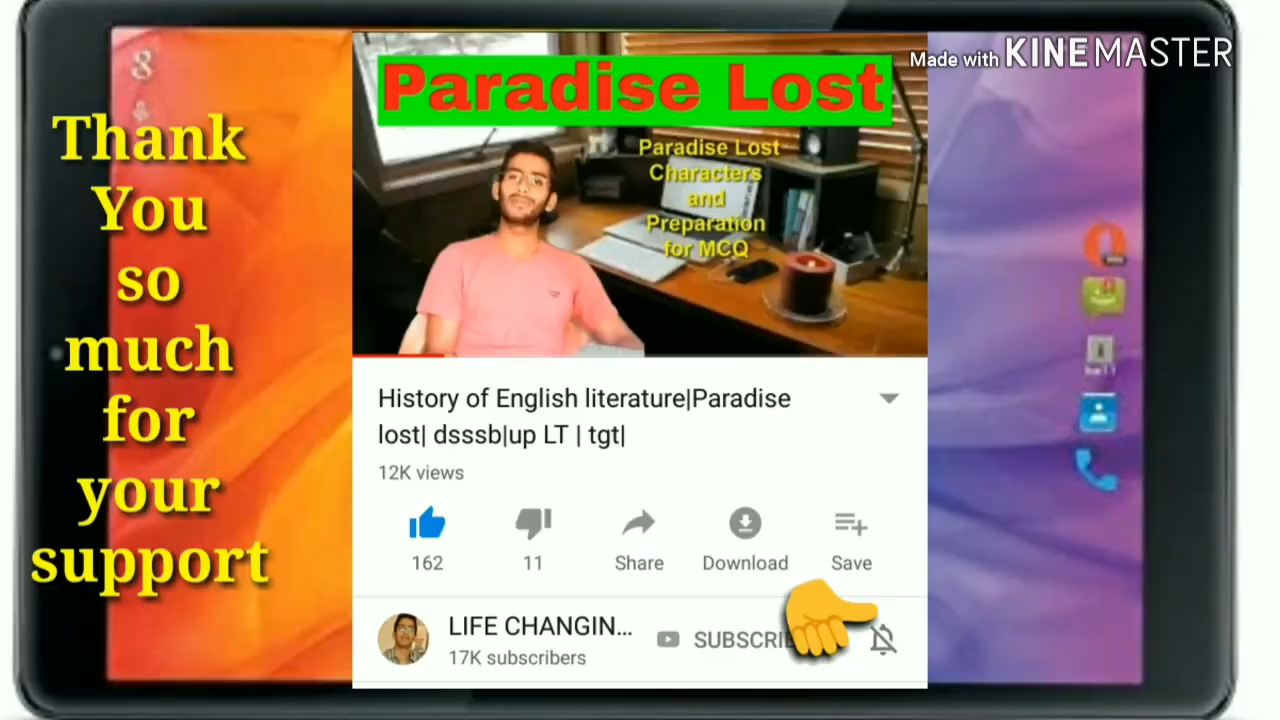 Made with KINEMASTER
Thank
You
so
much
for
your
support
Paradise Lost
Paradise Lost
Characters
and
Preparation
for MCQ
History of English literature|Paradise
lost| dsssb|up LT | tgt|
12K views
162
11
Share
Download
Save
LIFE CHANGIN...
17K subscribers